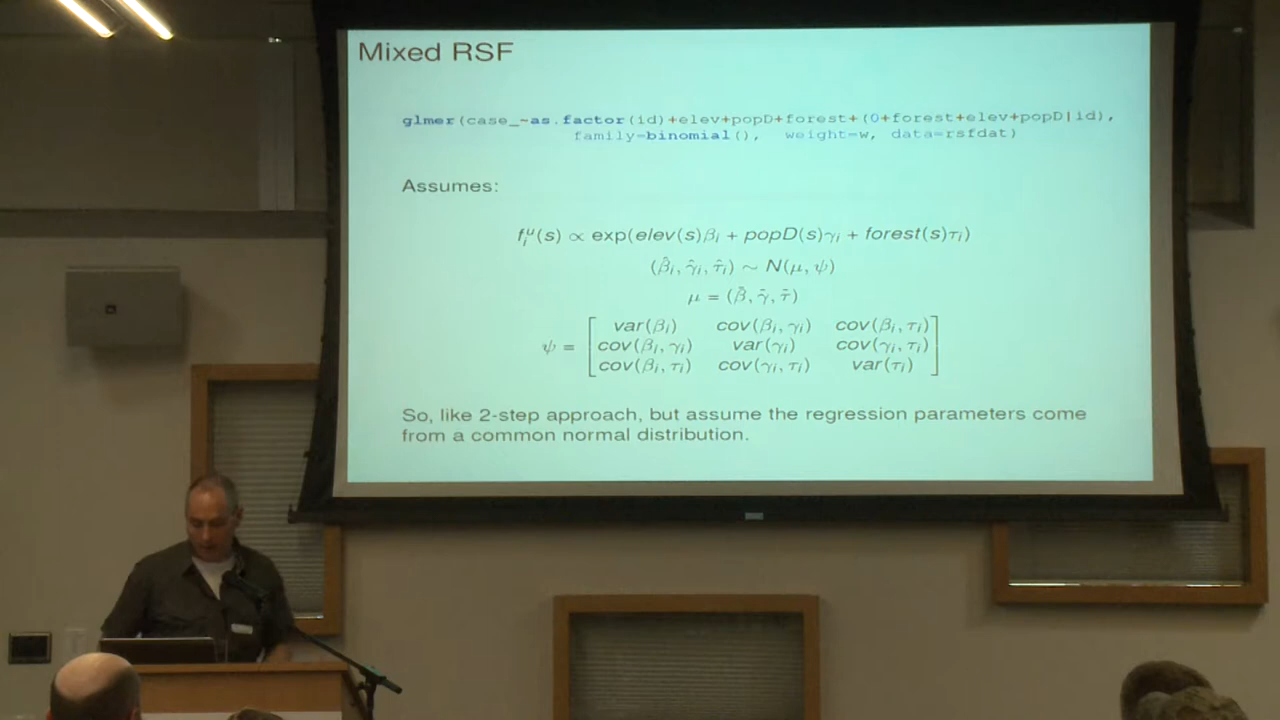 Mixed RSF
glmer(case_~as.factor(id)+elev+popD+forest+(0+forest+elev+popD|id),
family=binomial(), weight=w, data=rsfdat)
Assumes:
f_i^u(s) ∝ exp(elev(s)β_i + popD(s)γ_i + forest(s)τ_i)
(β̂_i, γ̂_i, τ̂_i) ∼ N(μ, ψ)
μ = (β̄, γ̄, τ̄)
ψ = [ var(β_i) cov(β_i, γ_i) cov(β_i, τ_i)
cov(β_i, γ_i) var(γ_i) cov(γ_i, τ_i)
cov(β_i, τ_i) cov(γ_i, τ_i) var(τ_i) ]
So, like 2-step approach, but assume the regression parameters come
from a common normal distribution.